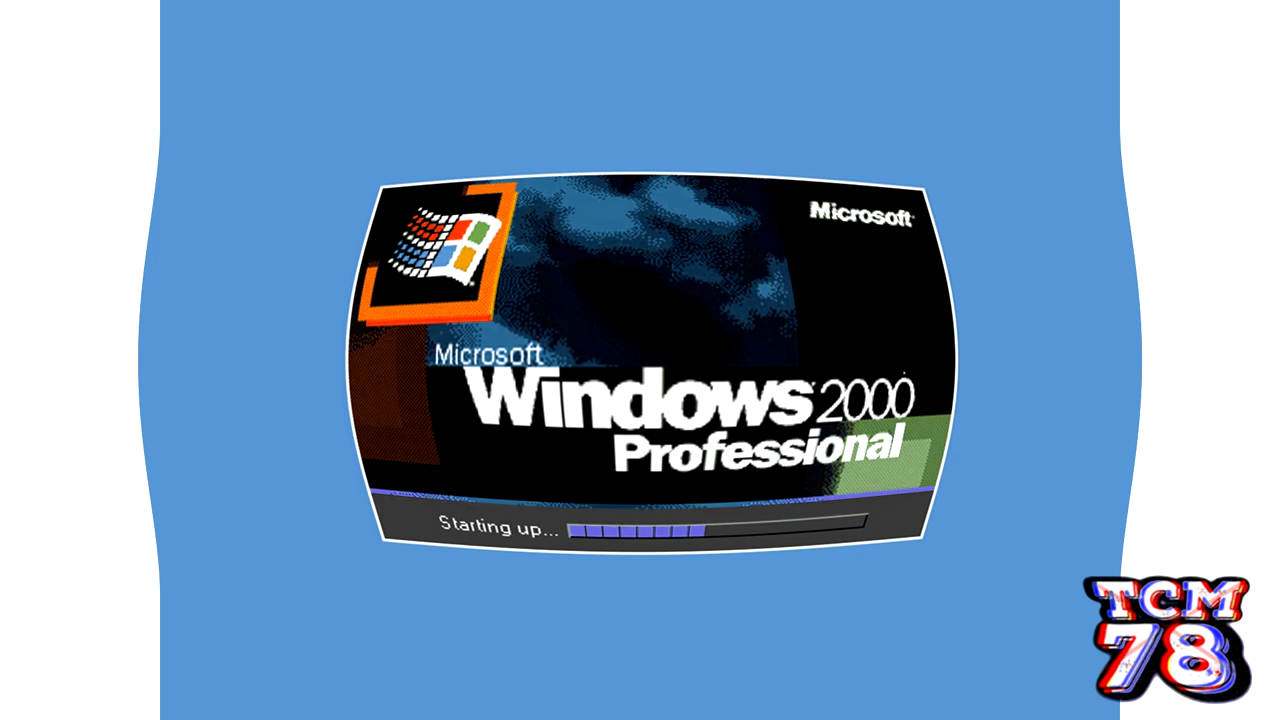 Microsoft
Microsoft
Windows 2000
Professional
Starting up...
TCM
78